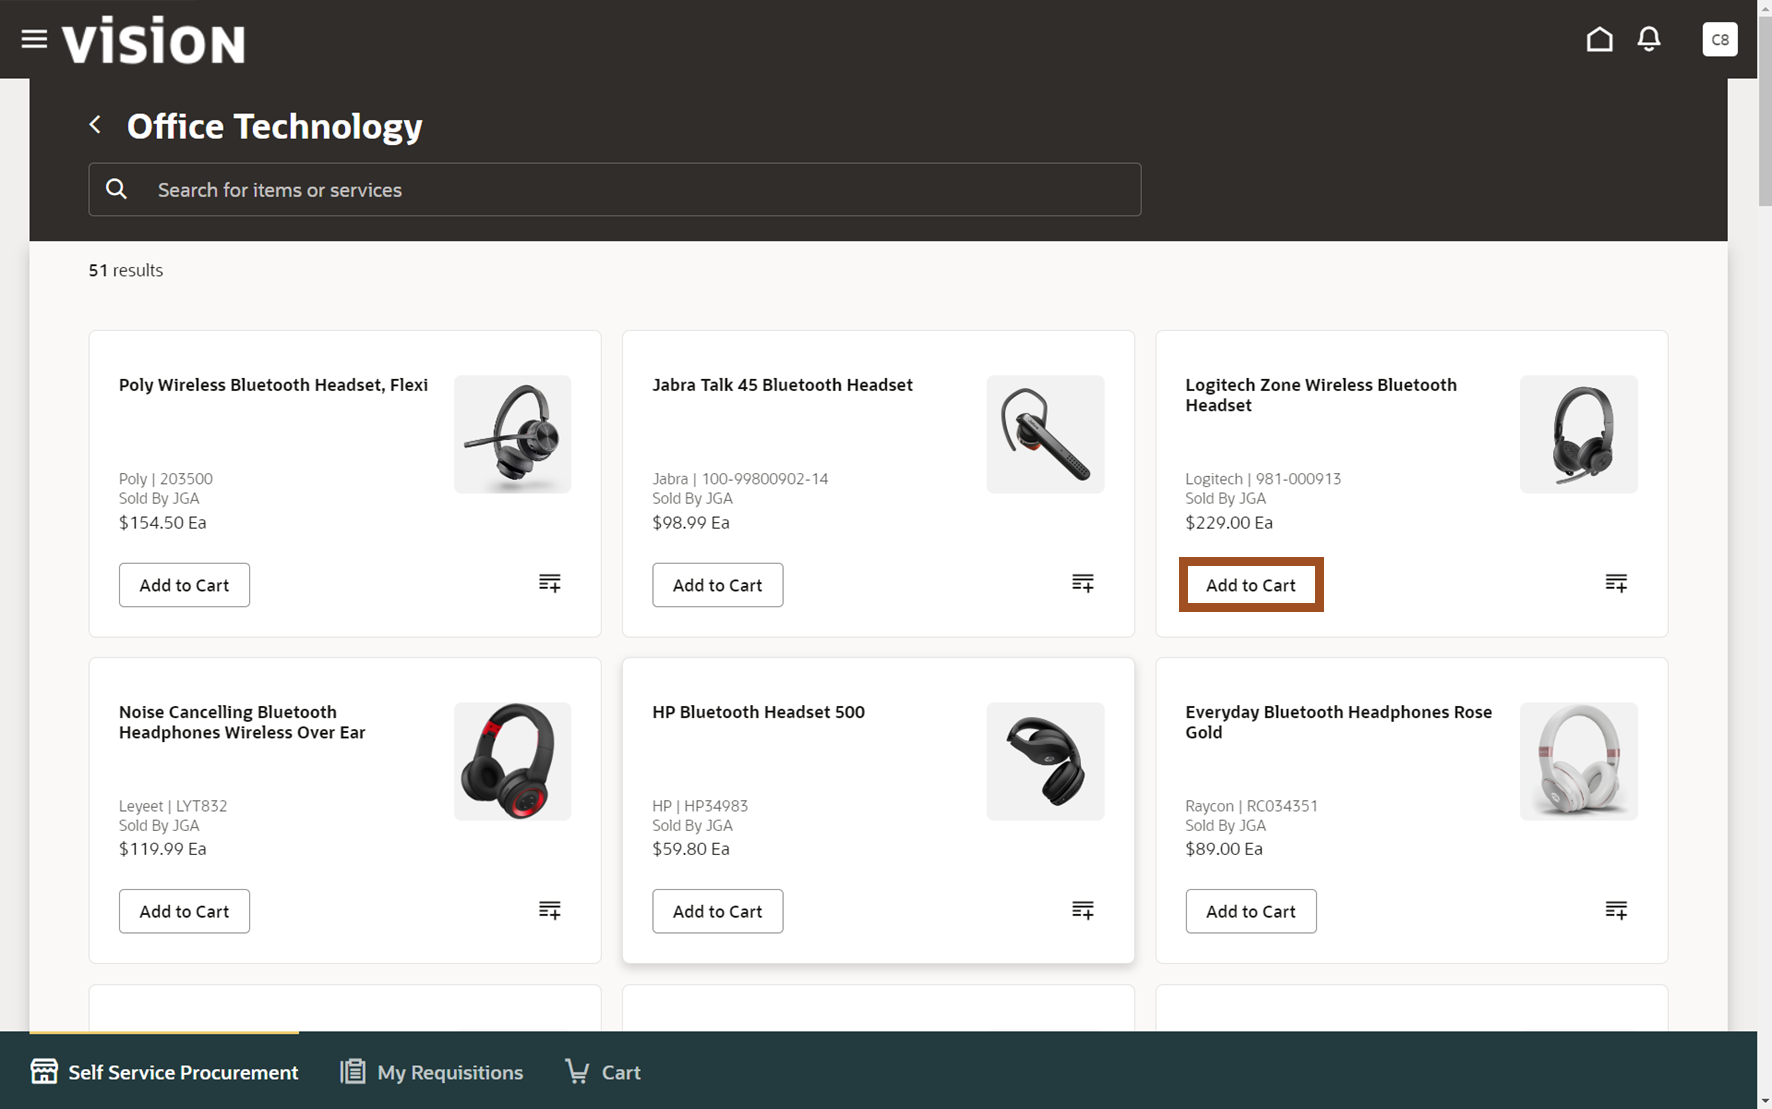 VISION
C8
Office Technology
Search for items or services
51 results
Poly Wireless Bluetooth Headset, Flexi
Poly | 203500
Sold By JGA
$154.50 Ea
Add to Cart
Jabra Talk 45 Bluetooth Headset
Jabra | 100-99800902-14
Sold By JGA
$98.99 Ea
Add to Cart
Logitech Zone Wireless Bluetooth
Headset
Logitech | 981-000913
Sold By JGA
$229.00 Ea
Add to Cart
Noise Cancelling Bluetooth
Headphones Wireless Over Ear
Leyeet | LYT832
Sold By JGA
$119.99 Ea
Add to Cart
HP Bluetooth Headset 500
HP | HP34983
Sold By JGA
$59.80 Ea
Add to Cart
Everyday Bluetooth Headphones Rose
Gold
Raycon | RC034351
Sold By JGA
$89.00 Ea
Add to Cart
Self Service Procurement
My Requisitions
Cart